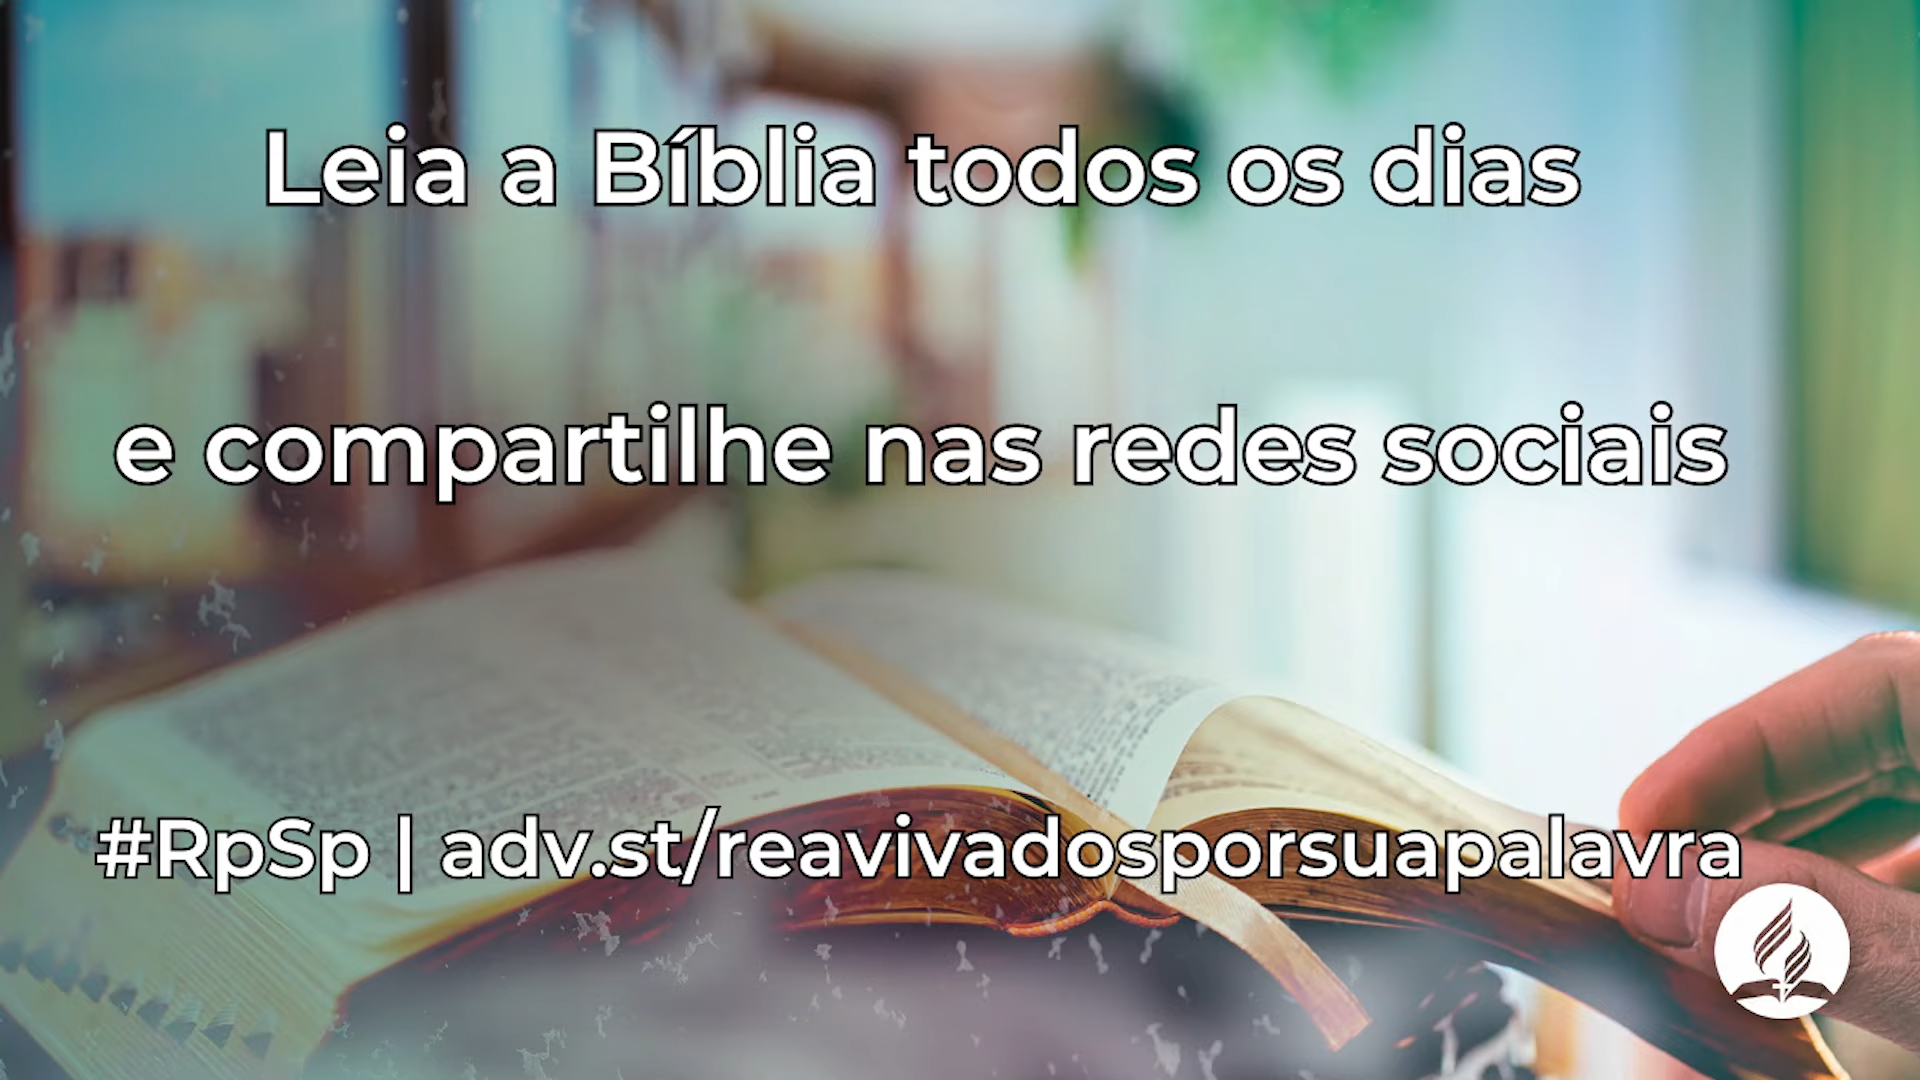 Leia a Bíblia todos os dias
e compartilhe nas redes sociais
#RpSp | adv.st/reavivadosporsuapalavra